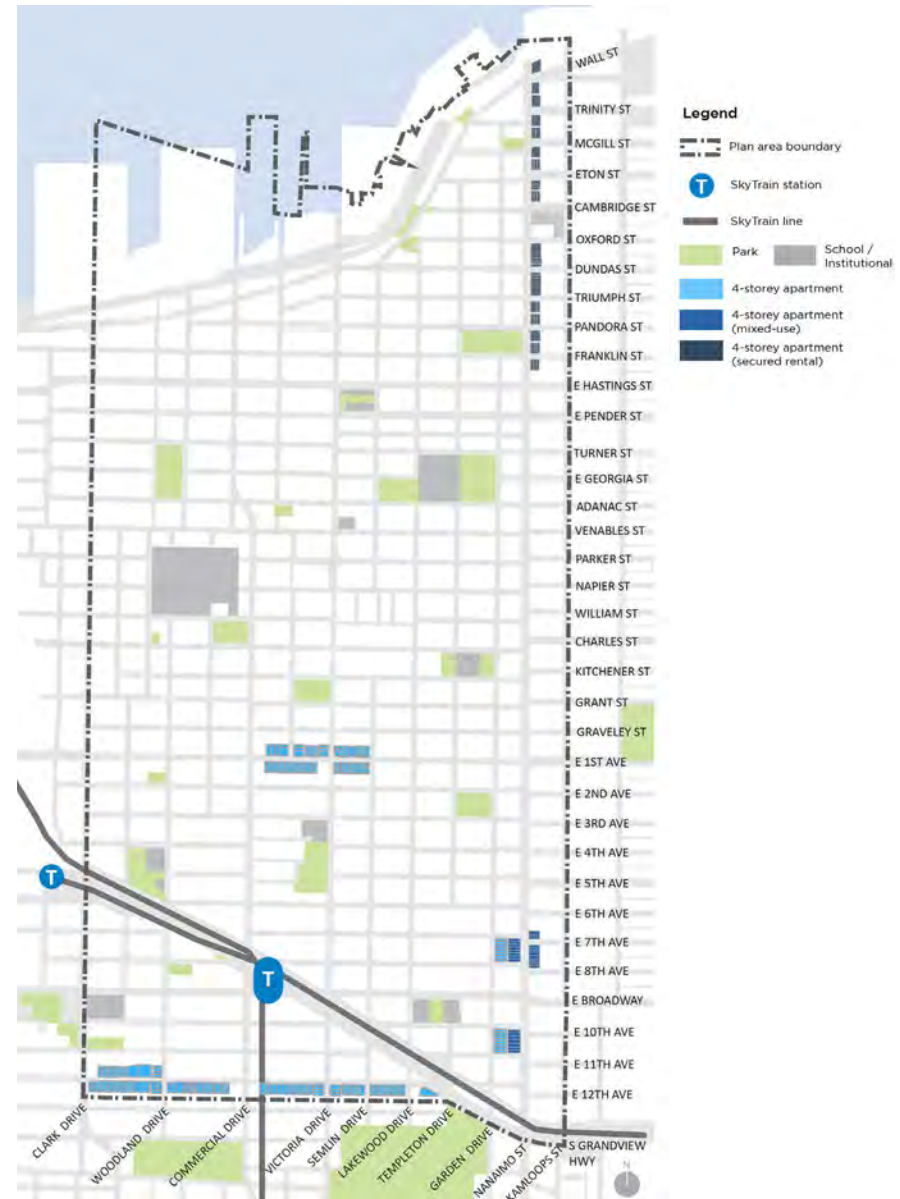 WALL ST
TRINITY ST
MCGILL ST
ETON ST
CAMBRIDGE ST
OXFORD ST
DUNDAS ST
TRIUMPH ST
PANDORA ST
FRANKLIN ST
E HASTINGS ST
E PENDER ST
TURNER ST
E GEORGIA ST
ADANAC ST
VENABLES ST
PARKER ST
NAPIER ST
WILLIAM ST
CHARLES ST
KITCHENER ST
GRANT ST
GRAVELEY ST
E 1ST AVE
E 2ND AVE
E 3RD AVE
E 4TH AVE
E 5TH AVE
E 6TH AVE
E 7TH AVE
E 8TH AVE
E BROADWAY
E 10TH AVE
E 11TH AVE
E 12TH AVE
S GRANDVIEW
HWY
CLARK DRIVE
WOODLAND DRIVE
COMMERCIAL DRIVE
VICTORIA DRIVE
SEMLIN DRIVE
LAKEWOOD DRIVE
TEMPLETON DRIVE
GARDEN DRIVE
NANAIMO ST
KAMLOOPS ST
T
T
N
Legend
Plan area boundary
T
SkyTrain station
SkyTrain line
Park
School /
Institutional
4-storey apartment
4-storey apartment
(mixed-use)
4-storey apartment
(secured rental)